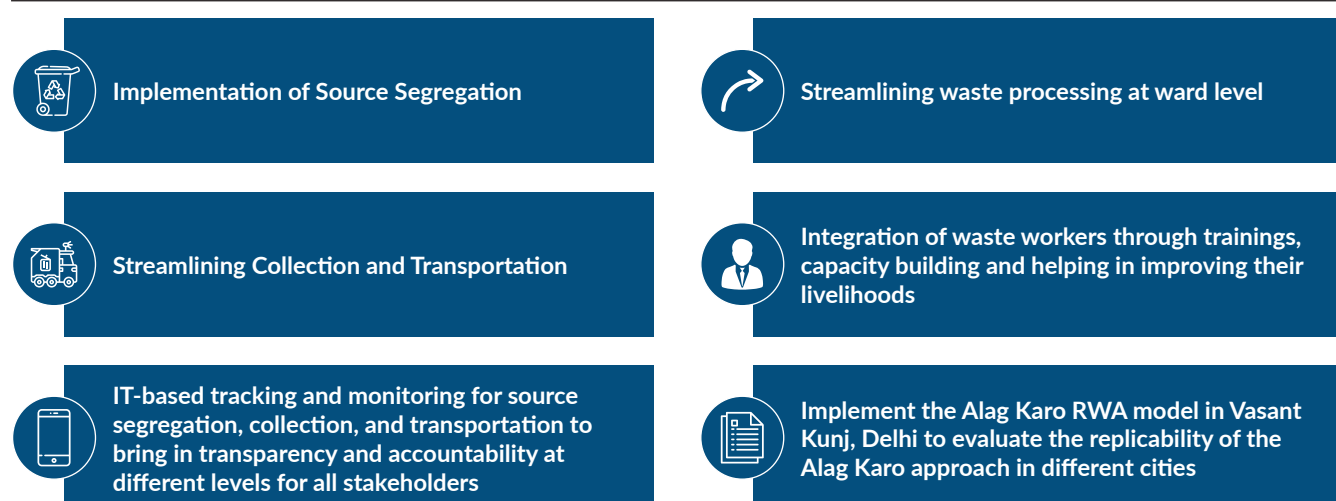 Implementation of Source Segregation
Streamlining waste processing at ward level
Streamlining Collection and Transportation
Integration of waste workers through trainings,
capacity building and helping in improving their
livelihoods
IT-based tracking and monitoring for source
segregation, collection, and transportation to
bring in transparency and accountability at
different levels for all stakeholders
Implement the Alag Karo RWA model in Vasant
Kunj, Delhi to evaluate the replicability of the
Alag Karo approach in different cities